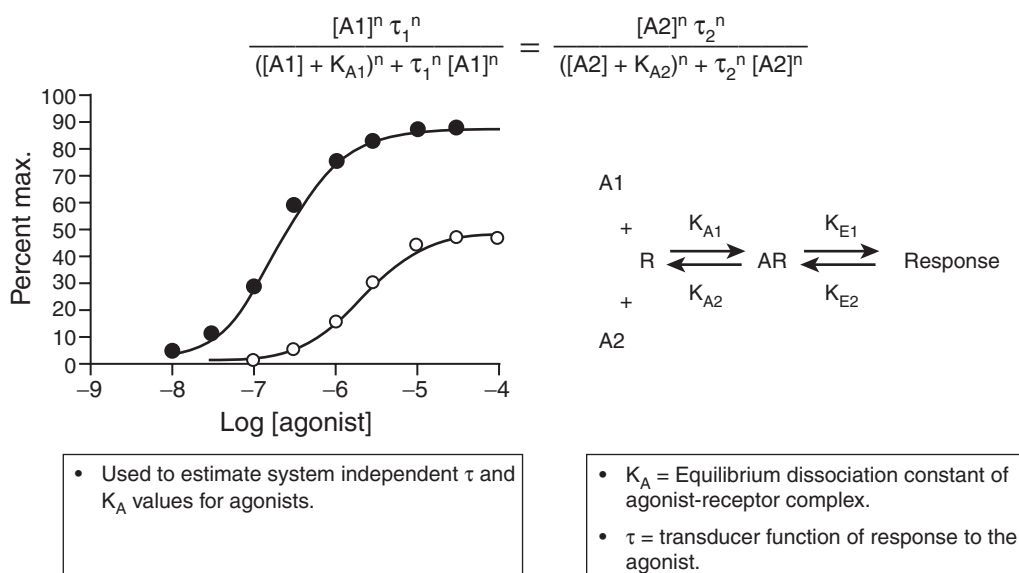 [A1]ⁿ τ₁ⁿ / (([A1] + K_A1)ⁿ + τ₁ⁿ [A1]ⁿ) = [A2]ⁿ τ₂ⁿ / (([A2] + K_A2)ⁿ + τ₂ⁿ [A2]ⁿ)
100
90
80
70
60
50
40
30
20
10
0
Percent max.
–9 –8 –7 –6 –5 –4
Log [agonist]
A1
+ K_A1 K_E1
R AR Response
+ K_A2 K_E2
A2
• Used to estimate system independent τ and
K_A values for agonists.
• K_A = Equilibrium dissociation constant of
agonist-receptor complex.
• τ = transducer function of response to the
agonist.